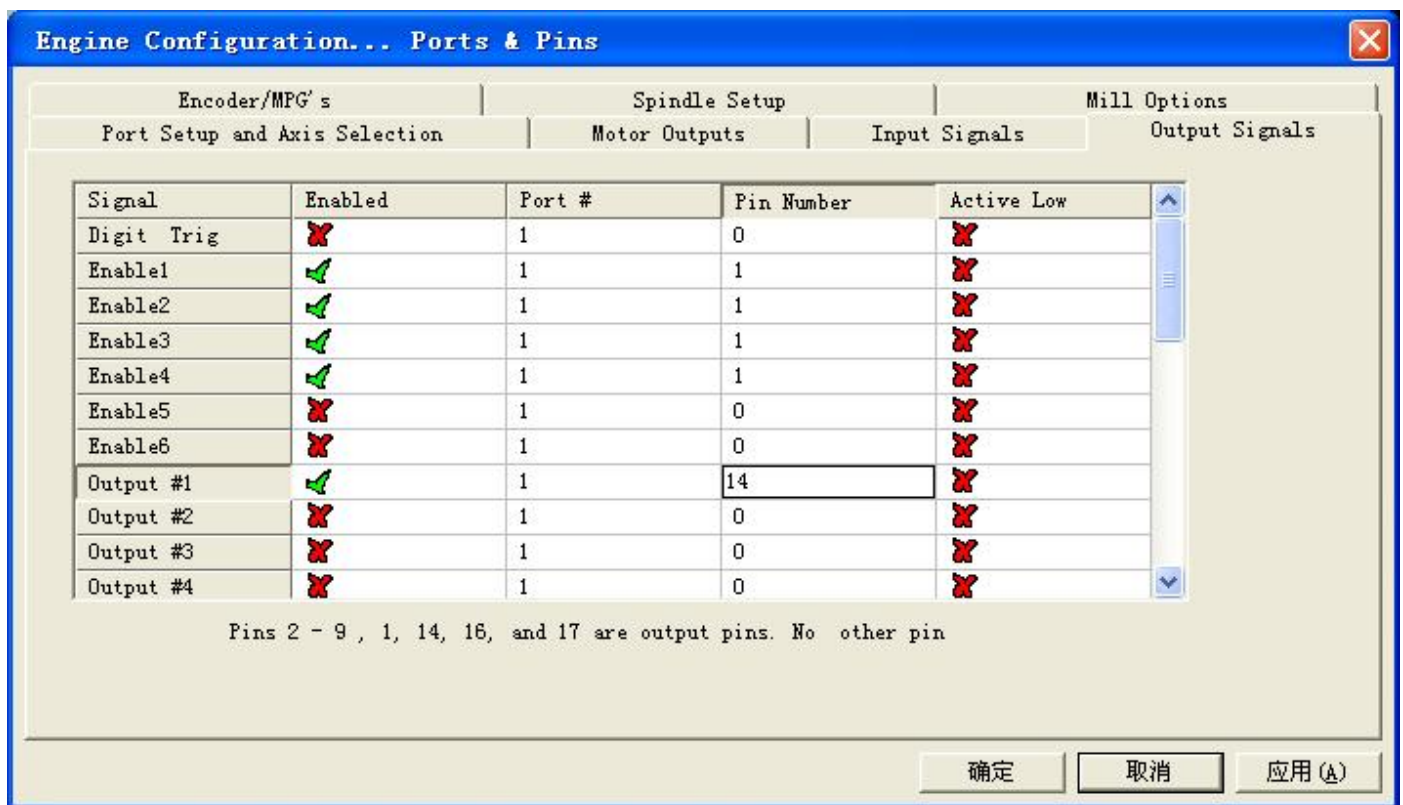 Engine Configuration... Ports & Pins
Encoder/MPG's Spindle Setup Mill Options
Port Setup and Axis Selection Motor Outputs Input Signals Output Signals
Signal Enabled Port # Pin Number Active Low
Digit Trig 1 0
Enable1 1 1
Enable2 1 1
Enable3 1 1
Enable4 1 1
Enable5 1 0
Enable6 1 0
Output #1 1 14
Output #2 1 0
Output #3 1 0
Output #4 1 0
Pins 2 - 9 , 1, 14, 16, and 17 are output pins. No other pin
确定 取消 应用(A)